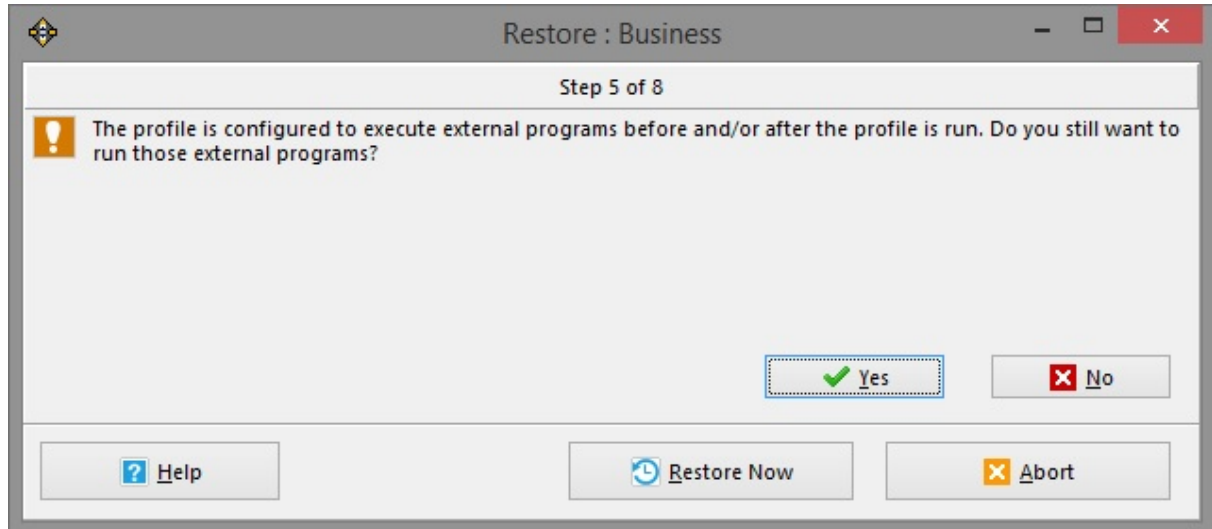 Restore : Business
Step 5 of 8
The profile is configured to execute external programs before and/or after the profile is run. Do you still want to
run those external programs?
Yes
No
Help
Restore Now
Abort